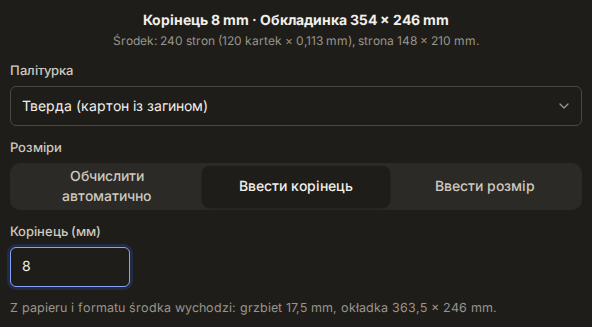 Корінець 8 mm · Обкладинка 354 × 246 mm
Środek: 240 stron (120 kartek × 0,113 mm), strona 148 × 210 mm.
Палітурка
Тверда (картон із загином)
Розміри
Обчислити
автоматично
Ввести корінець
Ввести розмір
Корінець (мм)
8
Z papieru i formatu środka wychodzi: grzbiet 17,5 mm, okładka 363,5 × 246 mm.